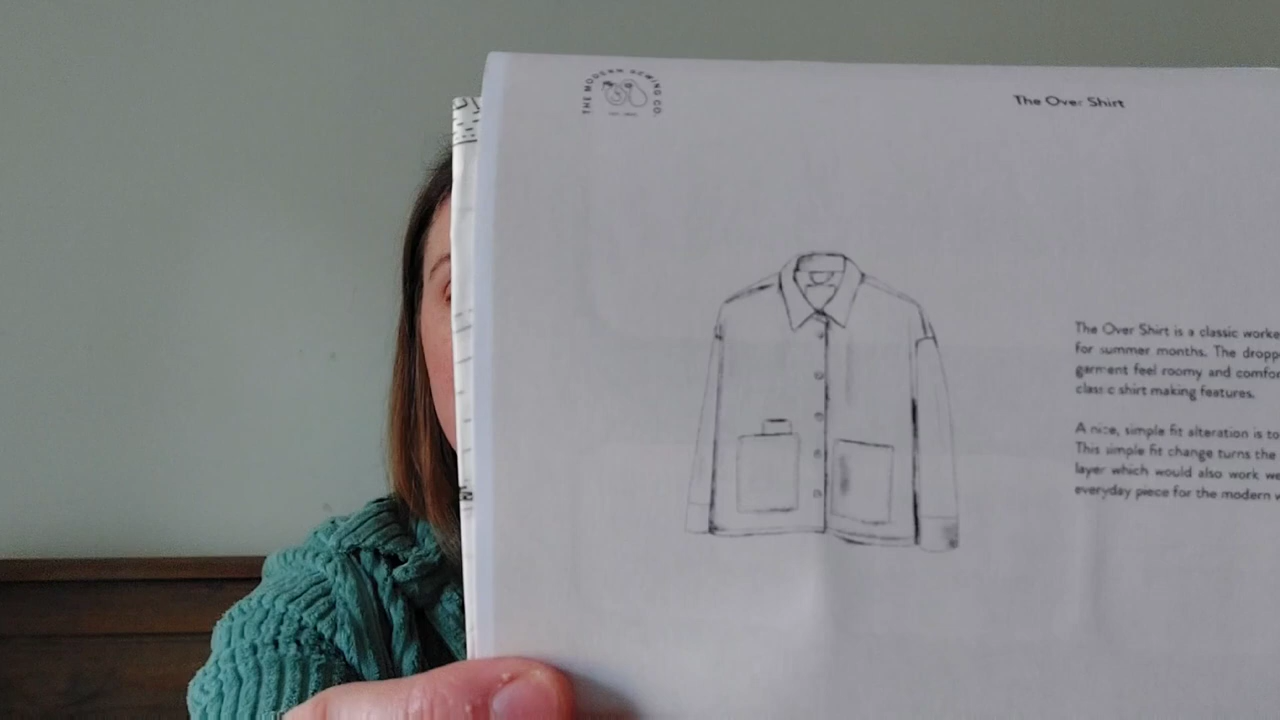 THE MODERN SEWING CO.
The Over Shirt
The Over Shirt is a classic worke
for summer months. The dropp
garment feel roomy and comfor
classic shirt making features.
A nice, simple fit alteration is to
This simple fit change turns the
layer which would also work we
everyday piece for the modern w